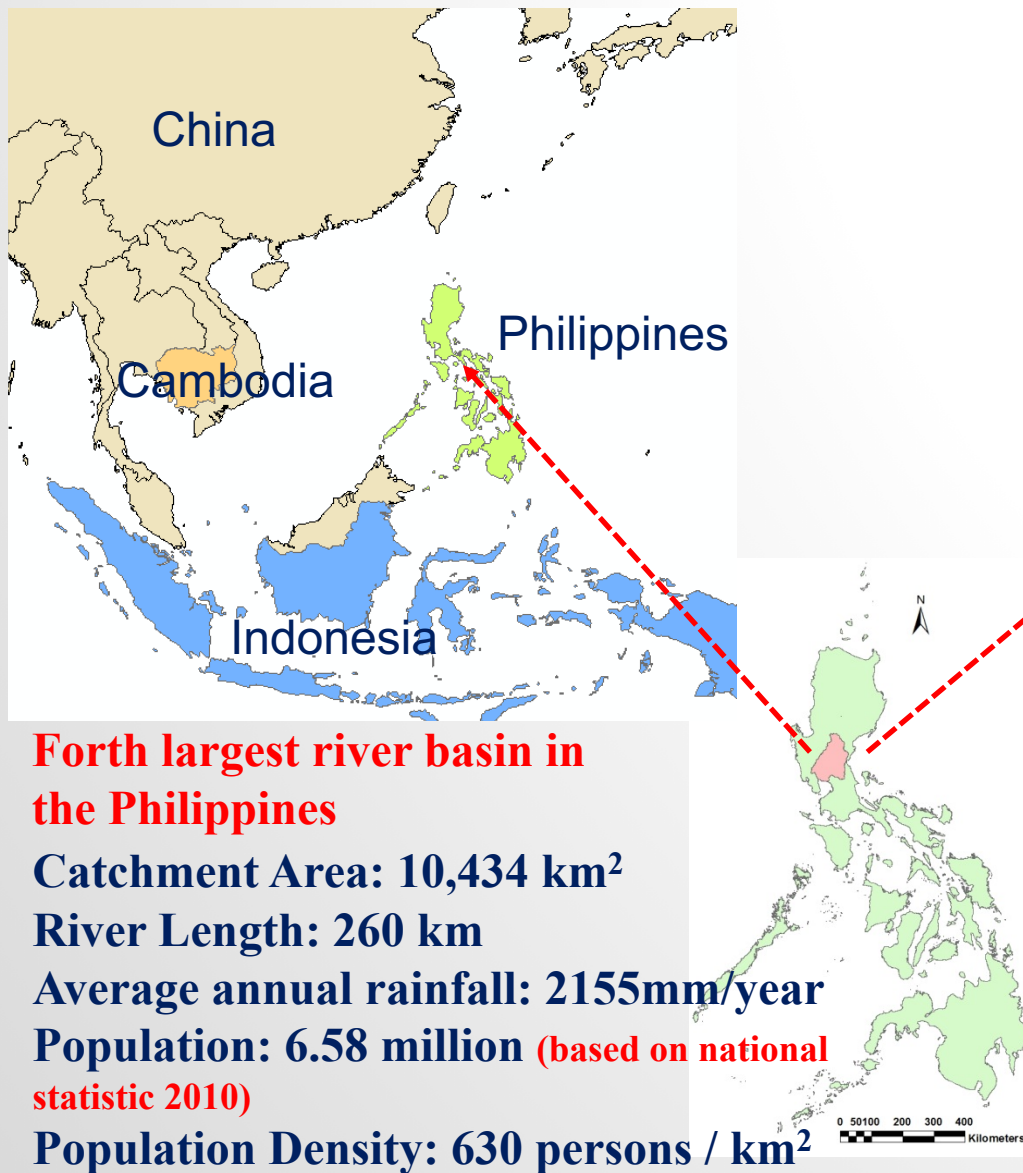 China
Philippines
Cambodia
Indonesia
N
Forth largest river basin in
the Philippines
Catchment Area: 10,434 km²
River Length: 260 km
Average annual rainfall: 2155mm/year
Population: 6.58 million (based on national
statistic 2010)
Population Density: 630 persons / km²
0 50100 200 300 400
Kilometers